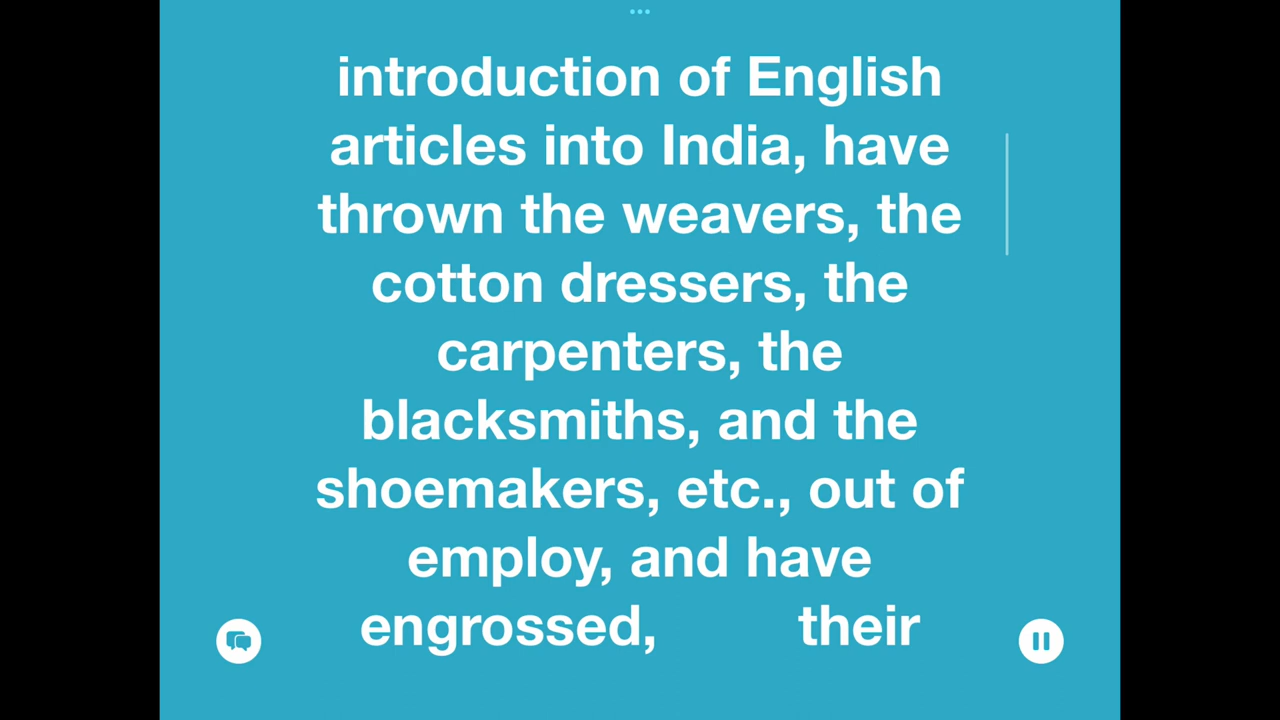 introduction of English
articles into India, have
thrown the weavers, the
cotton dressers, the
carpenters, the
blacksmiths, and the
shoemakers, etc., out of
employ, and have
engrossed, their